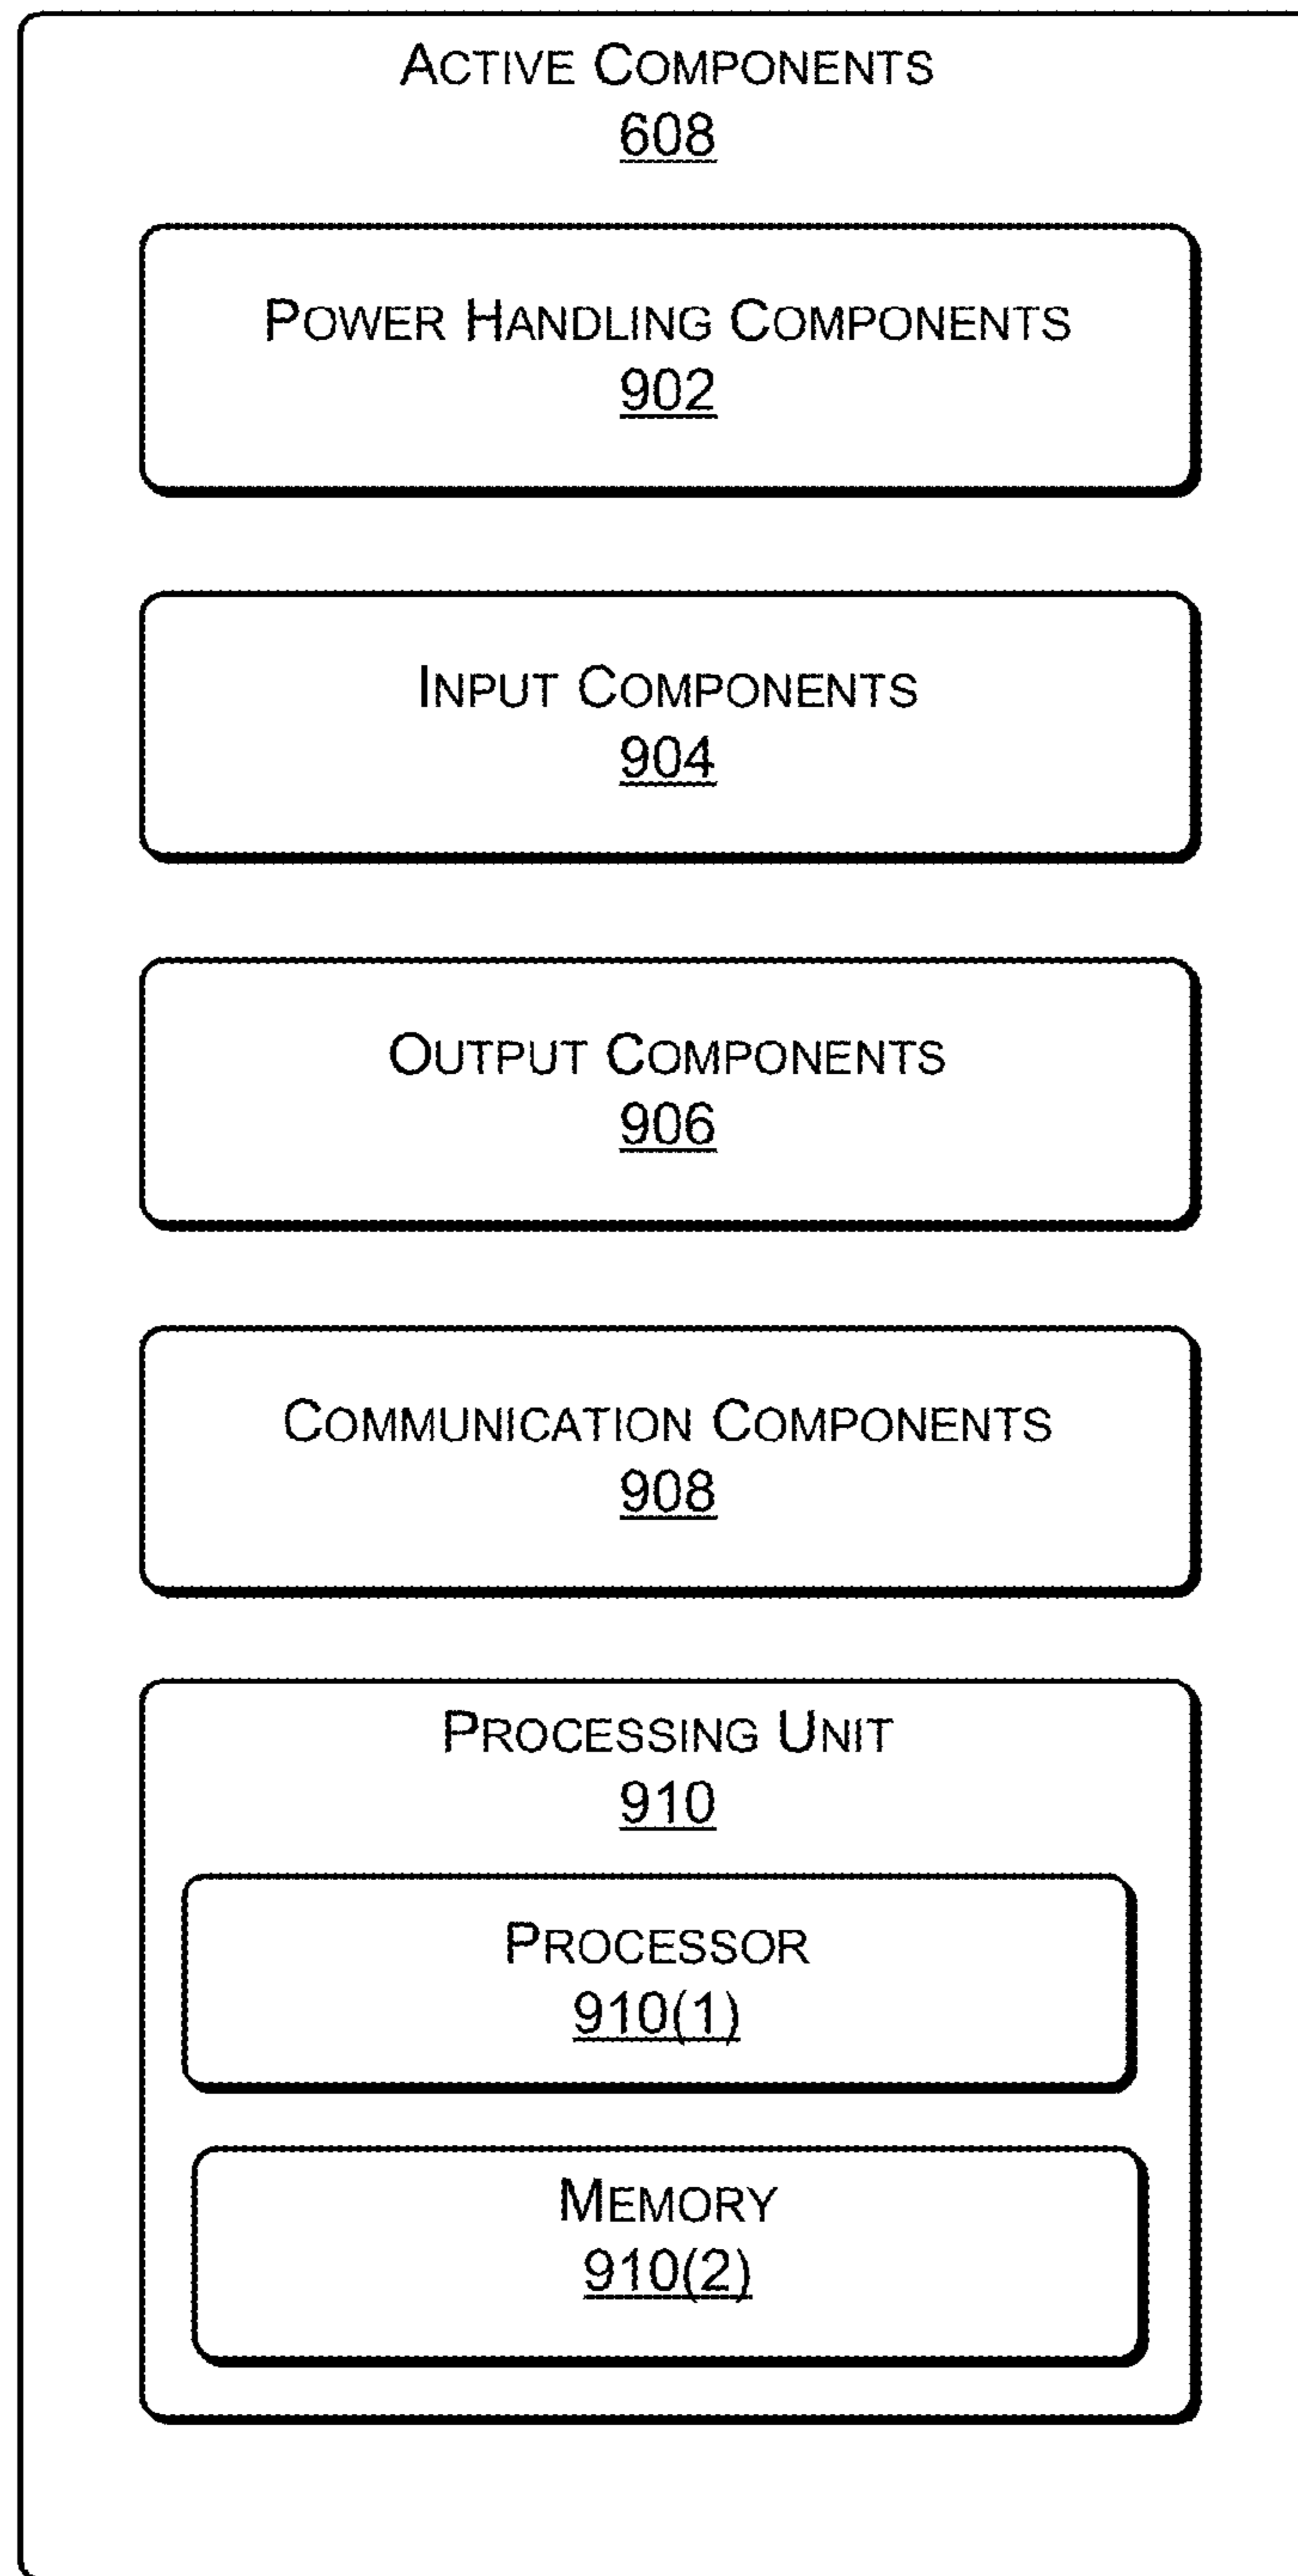 ACTIVE COMPONENTS
608
POWER HANDLING COMPONENTS
902
INPUT COMPONENTS
904
OUTPUT COMPONENTS
906
COMMUNICATION COMPONENTS
908
PROCESSING UNIT
910
PROCESSOR
910(1)
MEMORY
910(2)